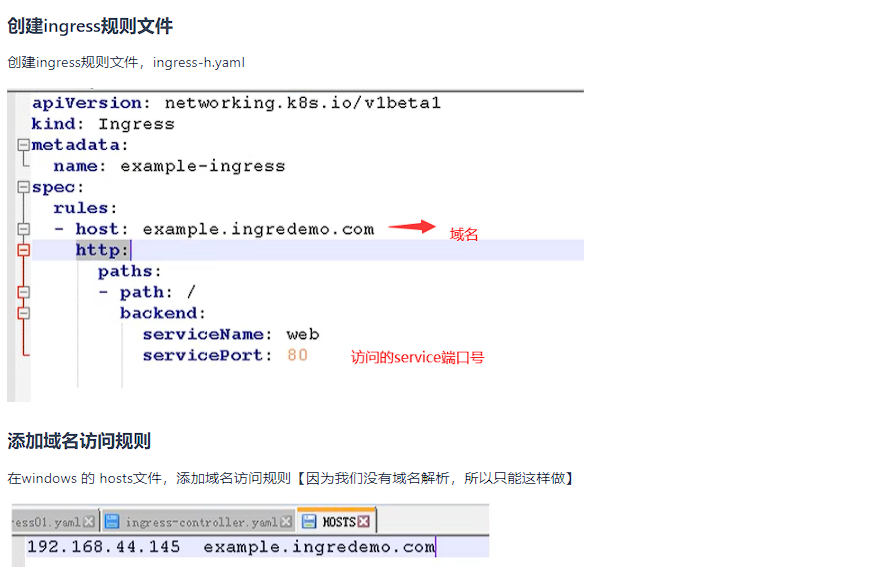 创建ingress规则文件
创建ingress规则文件，ingress-h.yaml
apiVersion: networking.k8s.io/v1beta1
kind: Ingress
metadata:
  name: example-ingress
spec:
  rules:
  - host: example.ingredemo.com 域名
    http:
      paths:
      - path: /
        backend:
          serviceName: web
          servicePort: 80 访问的service端口号
添加域名访问规则
在windows 的 hosts文件，添加域名访问规则【因为我们没有域名解析，所以只能这样做】
ess01.yaml ingress-controller.yaml HOSTS
192.168.44.145 example.ingredemo.com